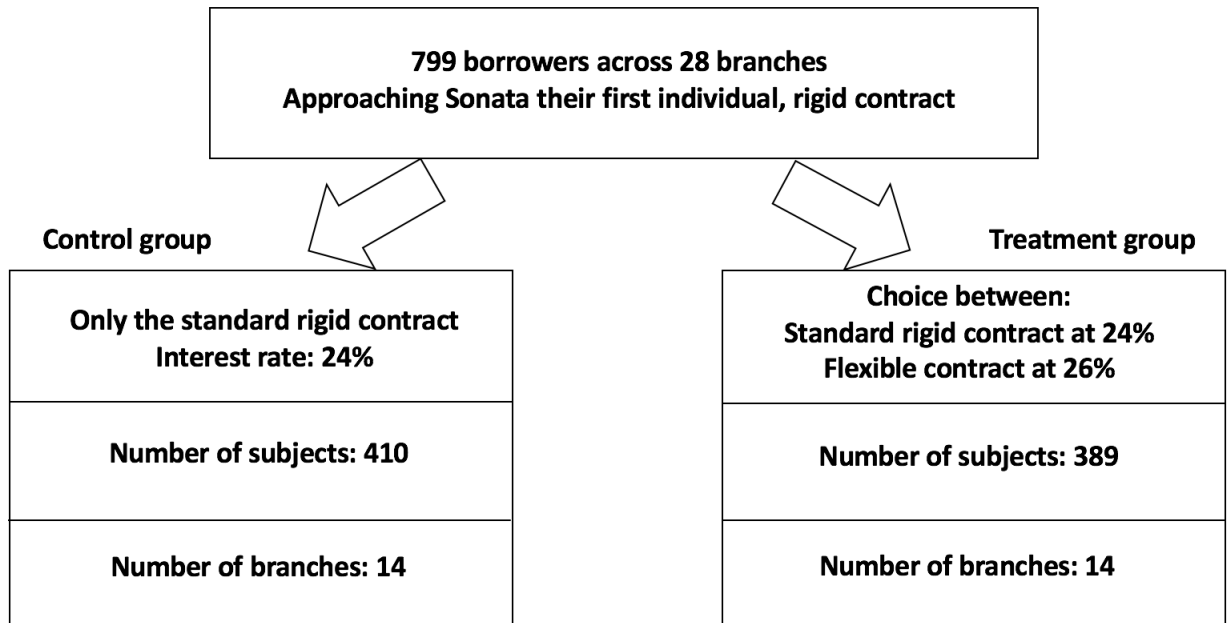 799 borrowers across 28 branches
Approaching Sonata their first individual, rigid contract
Control group
Treatment group
Only the standard rigid contract
Interest rate: 24%
Choice between:
Standard rigid contract at 24%
Flexible contract at 26%
Number of subjects: 410
Number of subjects: 389
Number of branches: 14
Number of branches: 14